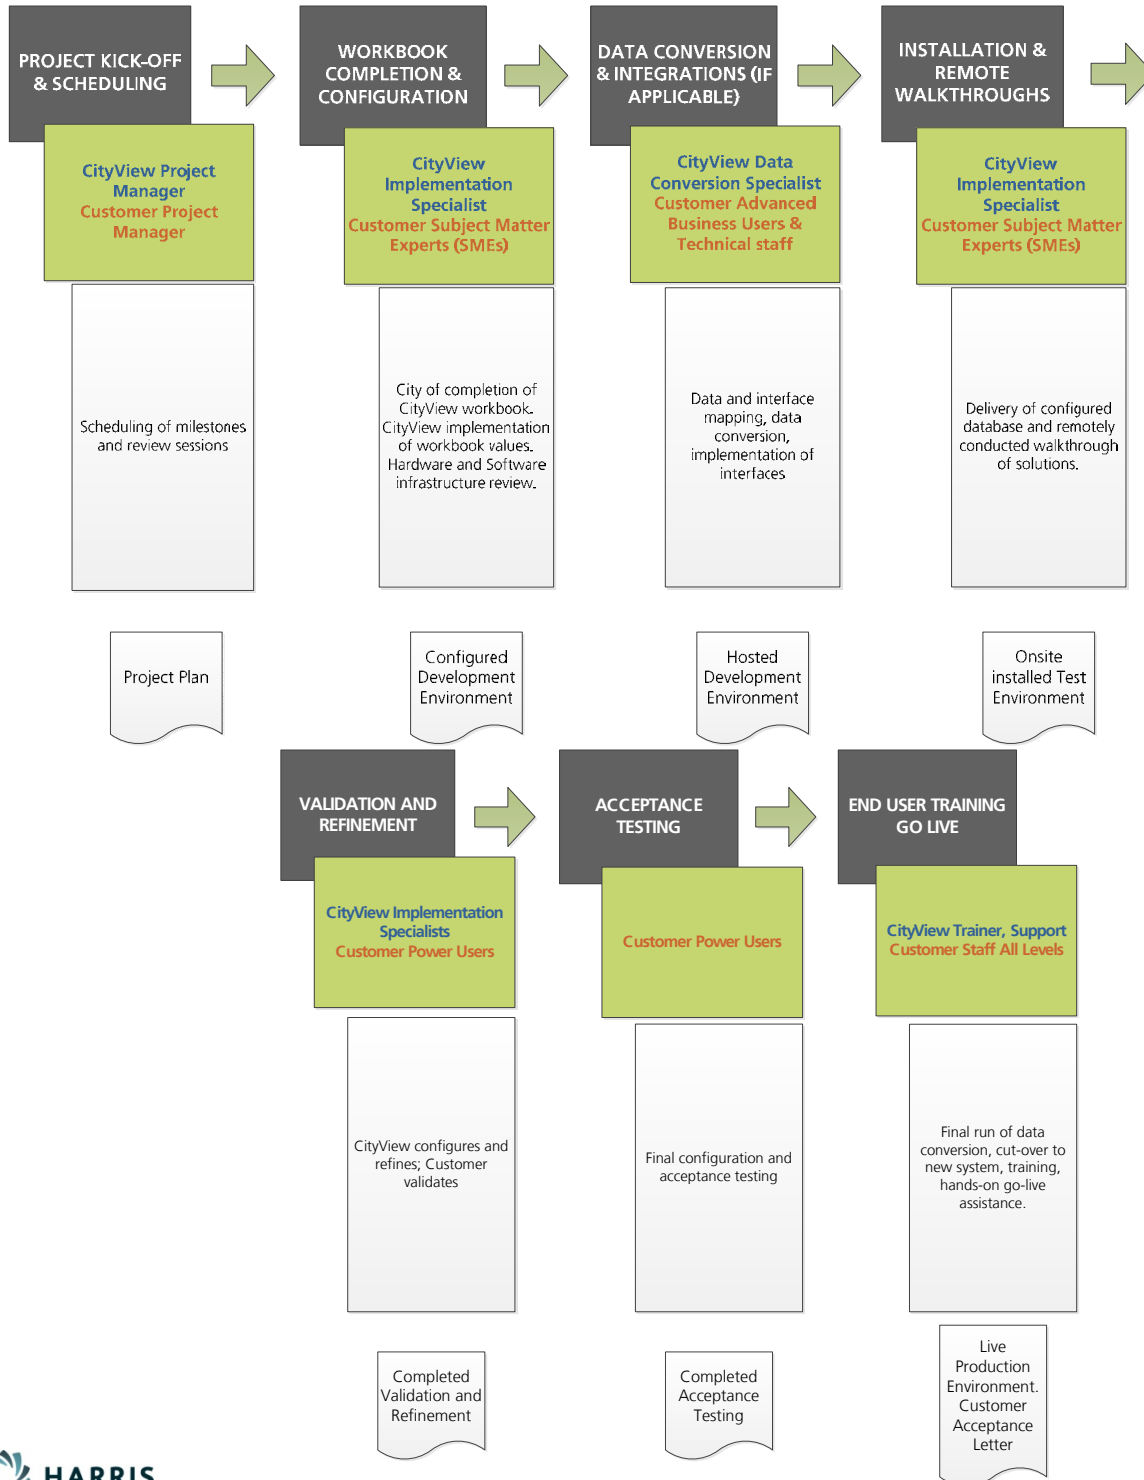 PROJECT KICK-OFF
& SCHEDULING
CityView Project
Manager
Customer Project
Manager
Scheduling of milestones
and review sessions
Project Plan
WORKBOOK
COMPLETION &
CONFIGURATION
CityView
Implementation
Specialist
Customer Subject Matter
Experts (SMEs)
City of completion of
CityView workbook.
CityView implementation
of workbook values.
Hardware and Software
infrastructure review.
Configured
Development
Environment
DATA CONVERSION
& INTEGRATIONS (IF
APPLICABLE)
CityView Data
Conversion Specialist
Customer Advanced
Business Users &
Technical staff
Data and interface
mapping, data
conversion,
implementation of
interfaces
Hosted
Development
Environment
INSTALLATION &
REMOTE
WALKTHROUGHS
CityView
Implementation
Specialist
Customer Subject Matter
Experts (SMEs)
Delivery of configured
database and remotely
conducted walkthrough
of solutions.
Onsite
installed Test
Environment
VALIDATION AND
REFINEMENT
CityView Implementation
Specialists
Customer Power Users
CityView configures and
refines; Customer
validates
Completed
Validation and
Refinement
ACCEPTANCE
TESTING
Customer Power Users
Final configuration and
acceptance testing
Completed
Acceptance
Testing
END USER TRAINING
GO LIVE
CityView Trainer, Support
Customer Staff All Levels
Final run of data
conversion, cut-over to
new system, training,
hands-on go-live
assistance.
Live
Production
Environment.
Customer
Acceptance
Letter
HARRIS